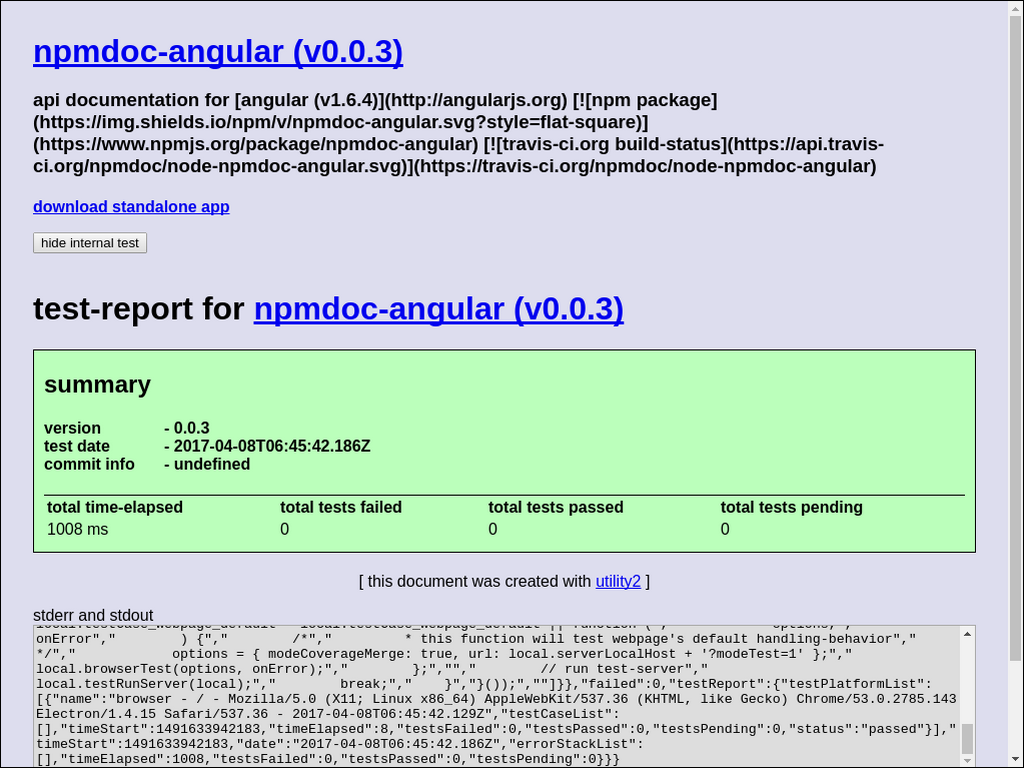 npmdoc-angular (v0.0.3)
api documentation for [angular (v1.6.4)](http://angularjs.org) [![npm package]
(https://img.shields.io/npm/v/npmdoc-angular.svg?style=flat-square)]
(https://www.npmjs.org/package/npmdoc-angular) [![travis-ci.org build-status](https://api.travis-
ci.org/npmdoc/node-npmdoc-angular.svg)](https://travis-ci.org/npmdoc/node-npmdoc-angular)
download standalone app
hide internal test
test-report for npmdoc-angular (v0.0.3)
summary
version - 0.0.3
test date - 2017-04-08T06:45:42.186Z
commit info - undefined
total time-elapsed total tests failed total tests passed total tests pending
1008 ms 0 0 0
[ this document was created with utility2 ]
stderr and stdout
local.testCase_webpage_default = local.testCase_webpage_default || function (","            options,","
onError","        ) {","        /*","         * this function will test webpage's default handling-behavior","
*/","            options = { modeCoverageMerge: true, url: local.serverLocalHost + '?modeTest=1' };","
local.browserTest(options, onError);","        };","","        // run test-server","
local.testRunServer(local);","        break;","    }","}());",""]}},"failed":0,"testReport":{"testPlatformList":
[{"name":"browser - / - Mozilla/5.0 (X11; Linux x86_64) AppleWebKit/537.36 (KHTML, like Gecko) Chrome/53.0.2785.143
Electron/1.4.15 Safari/537.36 - 2017-04-08T06:45:42.129Z","testCaseList":
[],"timeStart":1491633942183,"timeElapsed":8,"testsFailed":0,"testsPassed":0,"testsPending":0,"status":"passed"}],"
timeStart":1491633942183,"date":"2017-04-08T06:45:42.186Z","errorStackList":
[],"timeElapsed":1008,"testsFailed":0,"testsPassed":0,"testsPending":0}}}